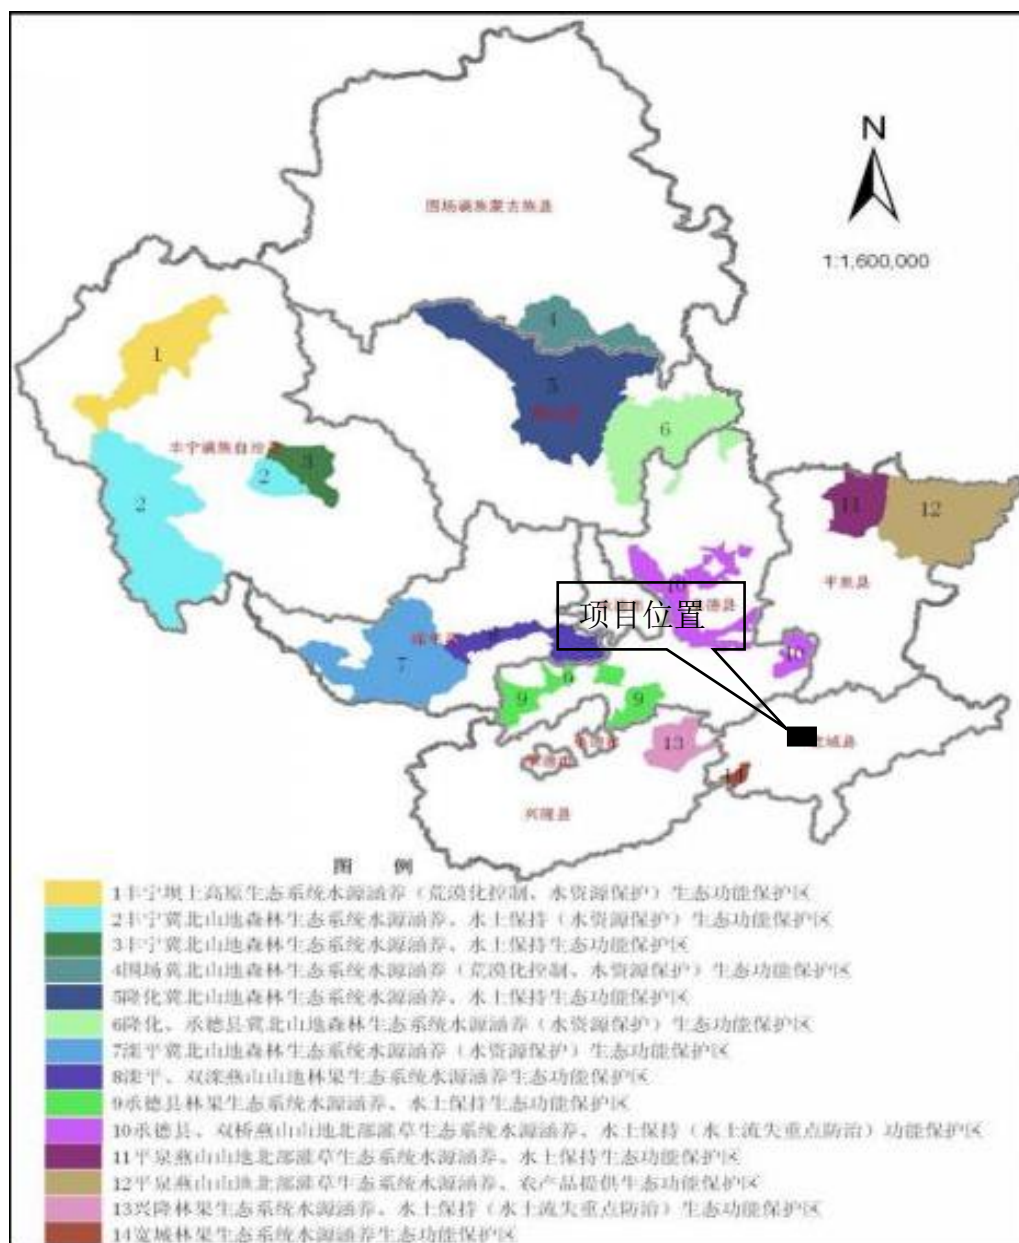 N
围场满族蒙古族县
1:1,600,000
4
1
5
6
丰宁满族自治县
3
2
2
11
12
平泉县
10
项目位置
7
10
9
9
13
14
兴隆县
图 例
1丰宁坝上高原生态系统水源涵养（荒漠化控制、水资源保护）生态功能保护区
2丰宁冀北山地森林生态系统水源涵养、水土保持（水资源保护）生态功能保护区
3丰宁冀北山地森林生态系统水源涵养、水土保持生态功能保护区
4围场冀北山地森林生态系统水源涵养（荒漠化控制、水资源保护）生态功能保护区
5隆化冀北山地森林生态系统水源涵养、水土保持生态功能保护区
6隆化、承德县冀北山地森林生态系统水源涵养（水资源保护）生态功能保护区
7滦平冀北山地森林生态系统水源涵养（水资源保护）生态功能保护区
8滦平、双滦燕山山地林果生态系统水源涵养生态功能保护区
9承德县林果生态系统水源涵养、水土保持生态功能保护区
10承德县、双桥燕山山地北部灌草生态系统水源涵养、水土保持（水土流失重点防治）功能保护区
11平泉燕山山地北部灌草生态系统水源涵养、水土保持生态功能保护区
12平泉燕山山地北部灌草生态系统水源涵养、农产品提供生态功能保护区
13兴隆林果生态系统水源涵养、水土保持（水土流失重点防治）生态功能保护区
14宽城林果生态系统水源涵养、水土保持生态功能保护区